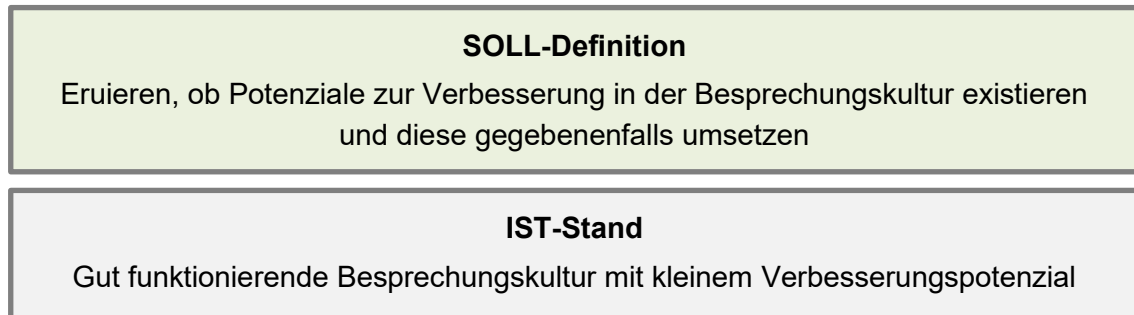 SOLL-Definition
Eruieren, ob Potenziale zur Verbesserung in der Besprechungskultur existieren
und diese gegebenenfalls umsetzen
IST-Stand
Gut funktionierende Besprechungskultur mit kleinem Verbesserungspotenzial